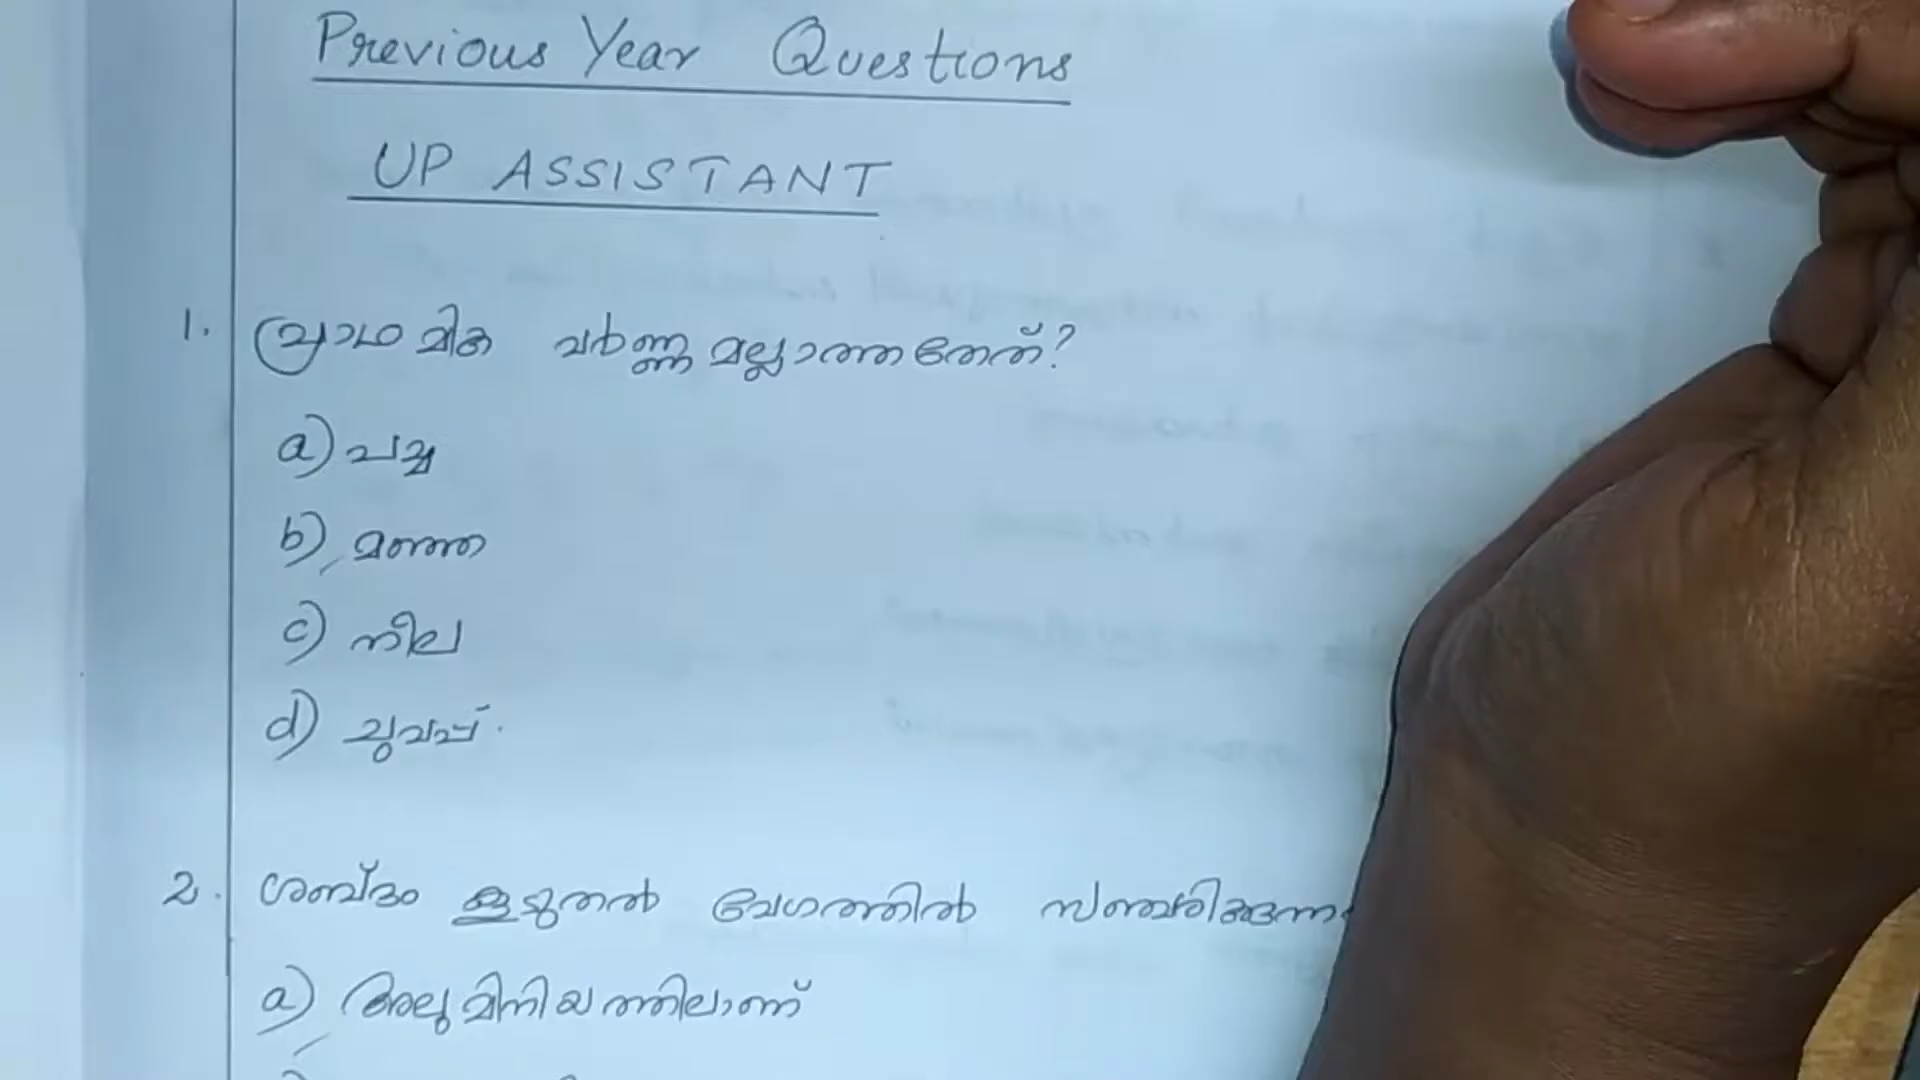 Previous Year Questions
UP ASSISTANT
1. പ്രാഥമിക വർണ്ണമല്ലാത്തതേത്?
a) പച്ച
b) മഞ്ഞ
c) നീല
d) ചുവപ്പ്.
2. ശബ്ദം കൂടുതൽ വേഗത്തിൽ സഞ്ചരിക്കുന്ന
a) അലുമിനിയത്തിലാണ്